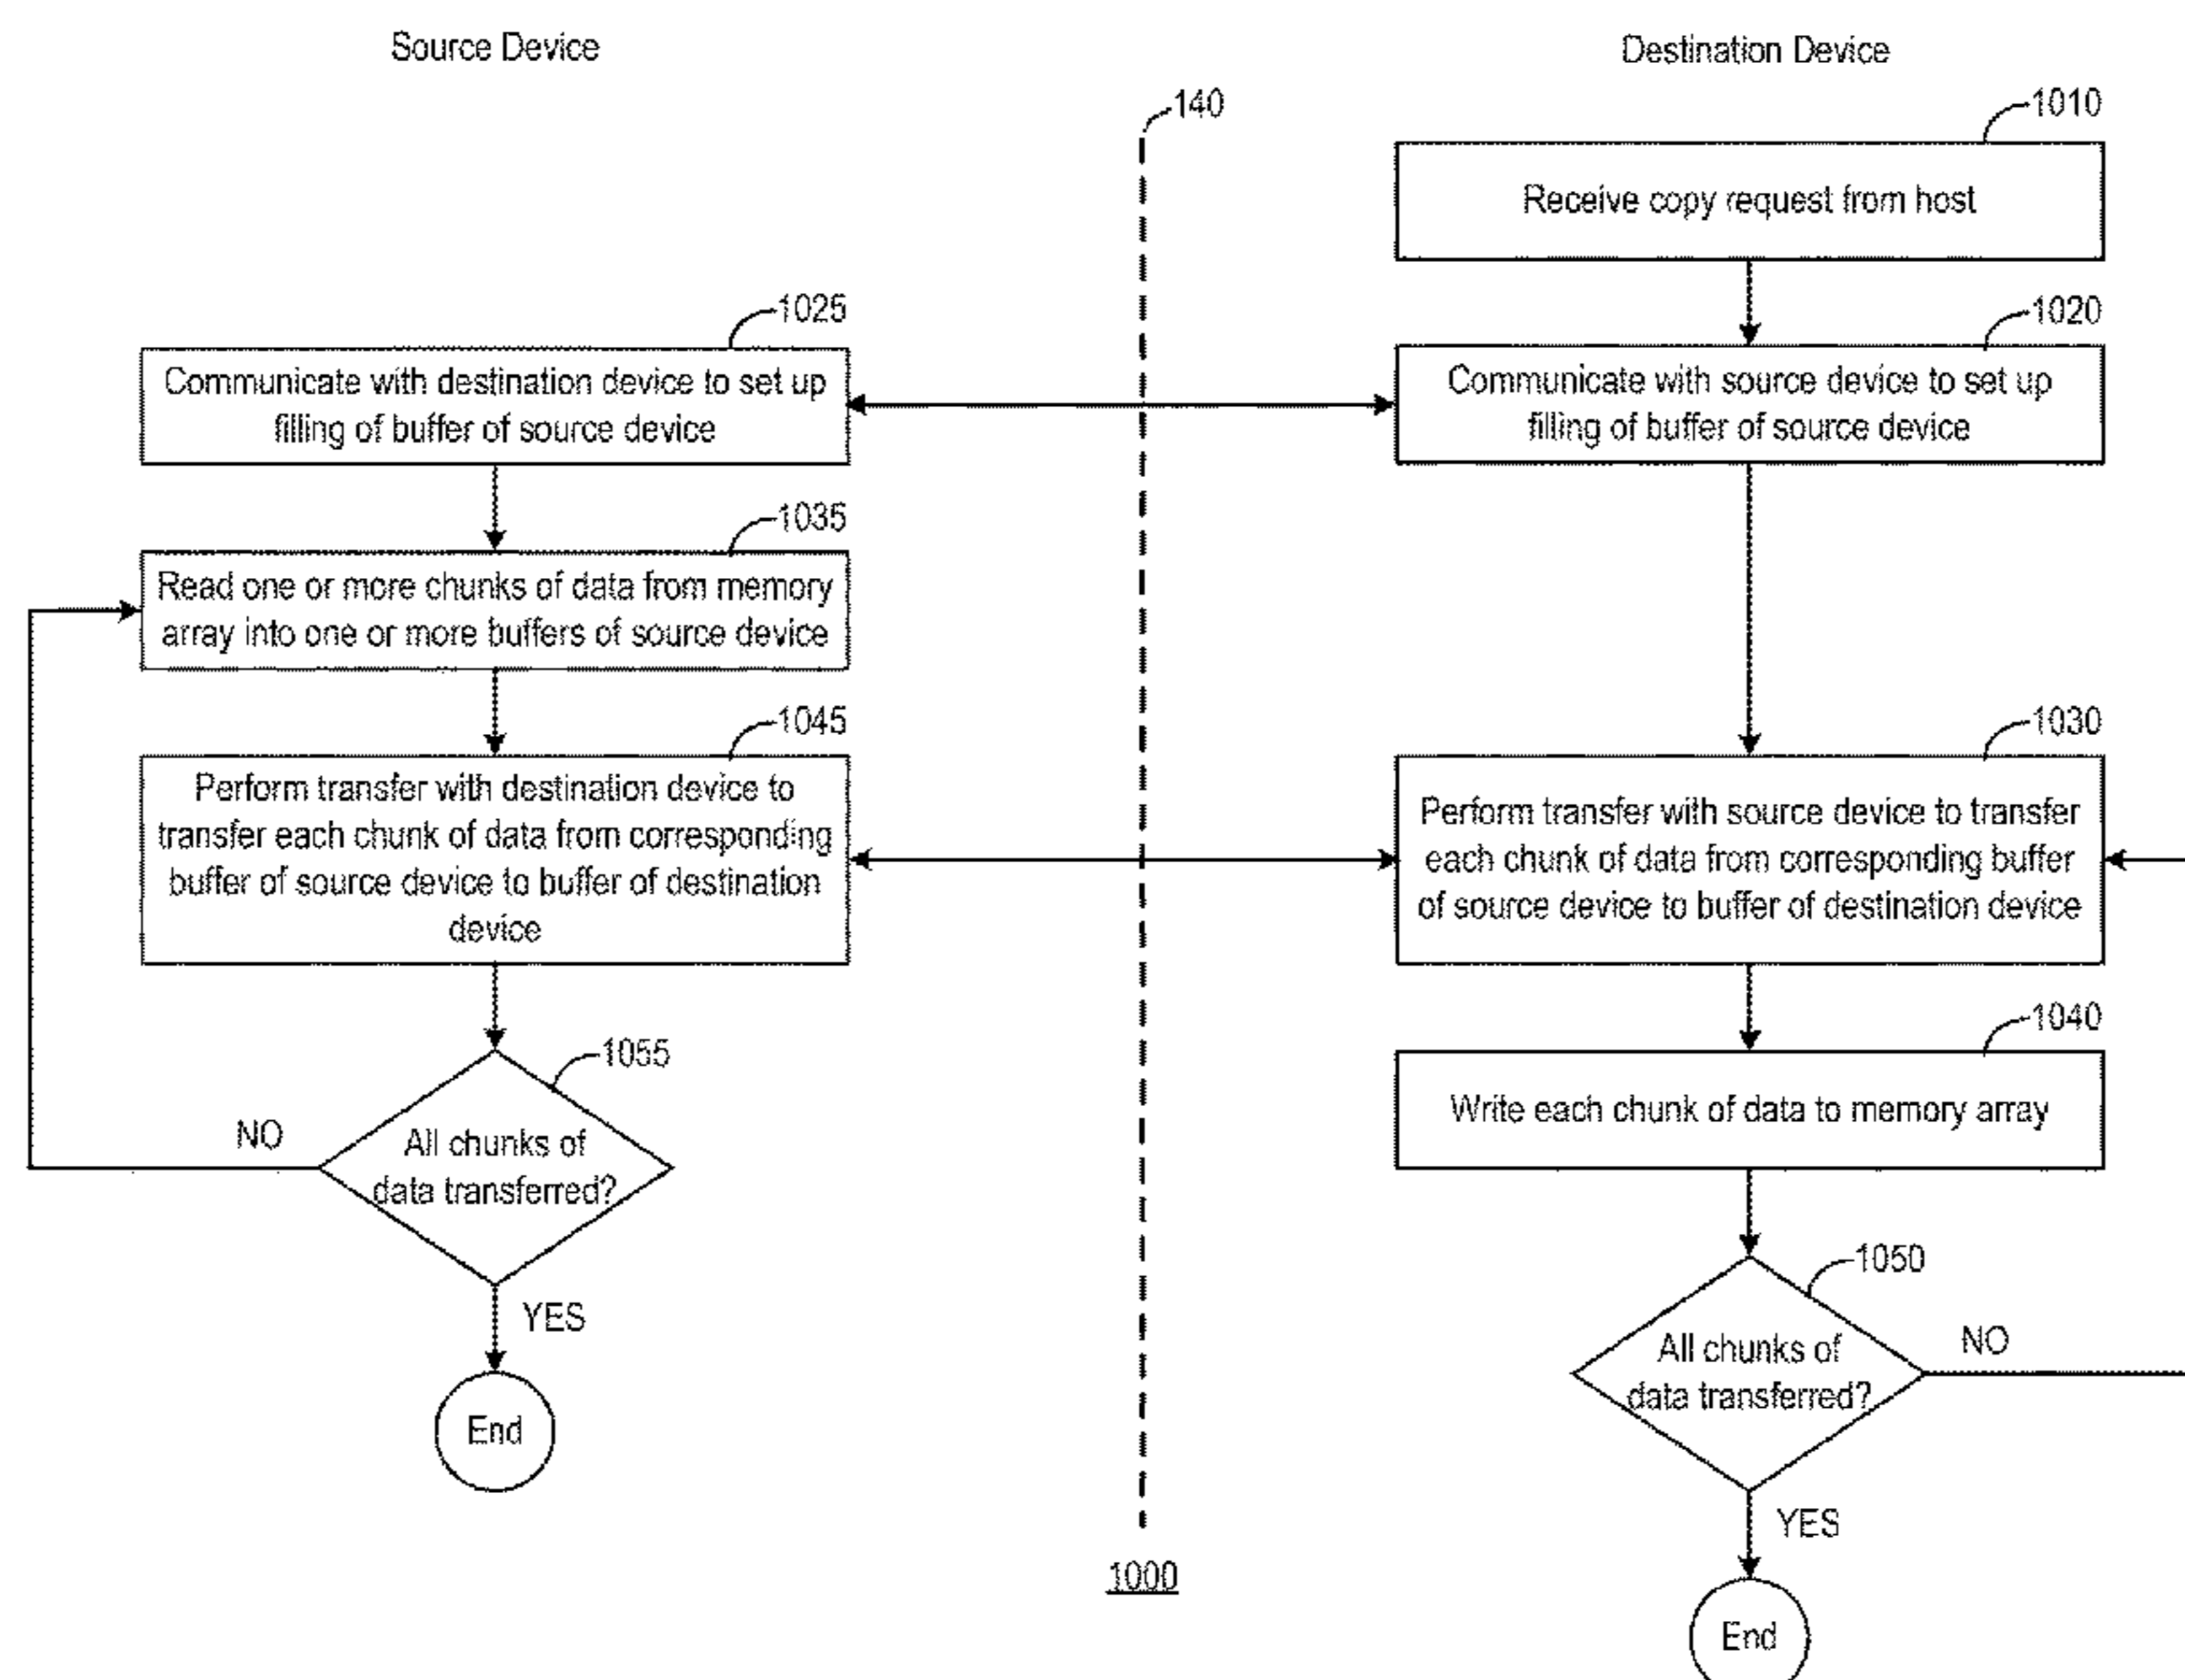 Source Device
Destination Device
140
1010
Receive copy request from host
1025
1020
Communicate with destination device to set up
filling of buffer of source device
Communicate with source device to set up
filling of buffer of source device
1035
Read one or more chunks of data from memory
array into one or more buffers of source device
1045
Perform transfer with destination device to
transfer each chunk of data from corresponding
buffer of source device to buffer of destination
device
1030
Perform transfer with source device to transfer
each chunk of data from corresponding buffer
of source device to buffer of destination device
1040
Write each chunk of data to memory array
1055
All chunks of
data transferred?
NO
YES
End
1050
All chunks of
data transferred?
NO
YES
End
1000